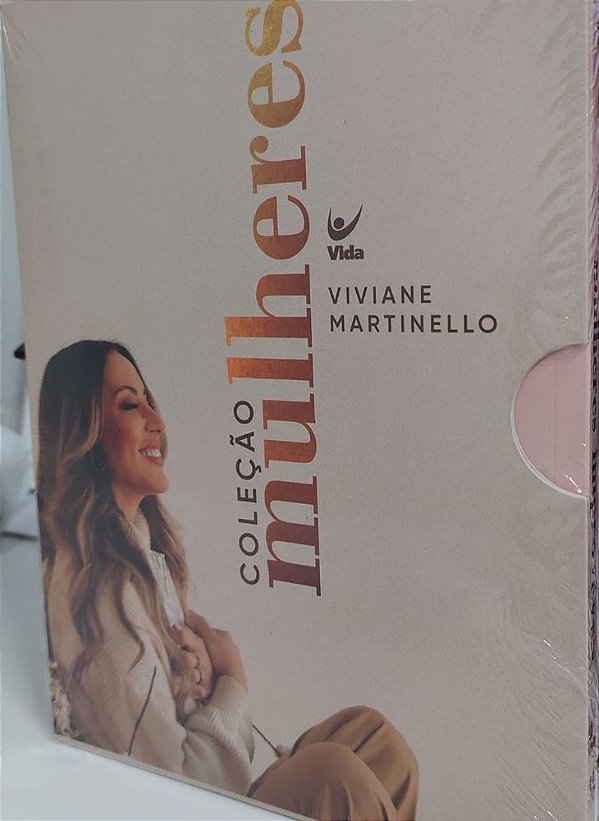 COLEÇÃO
mulheres
Vida
VIVIANE
MARTINELLO